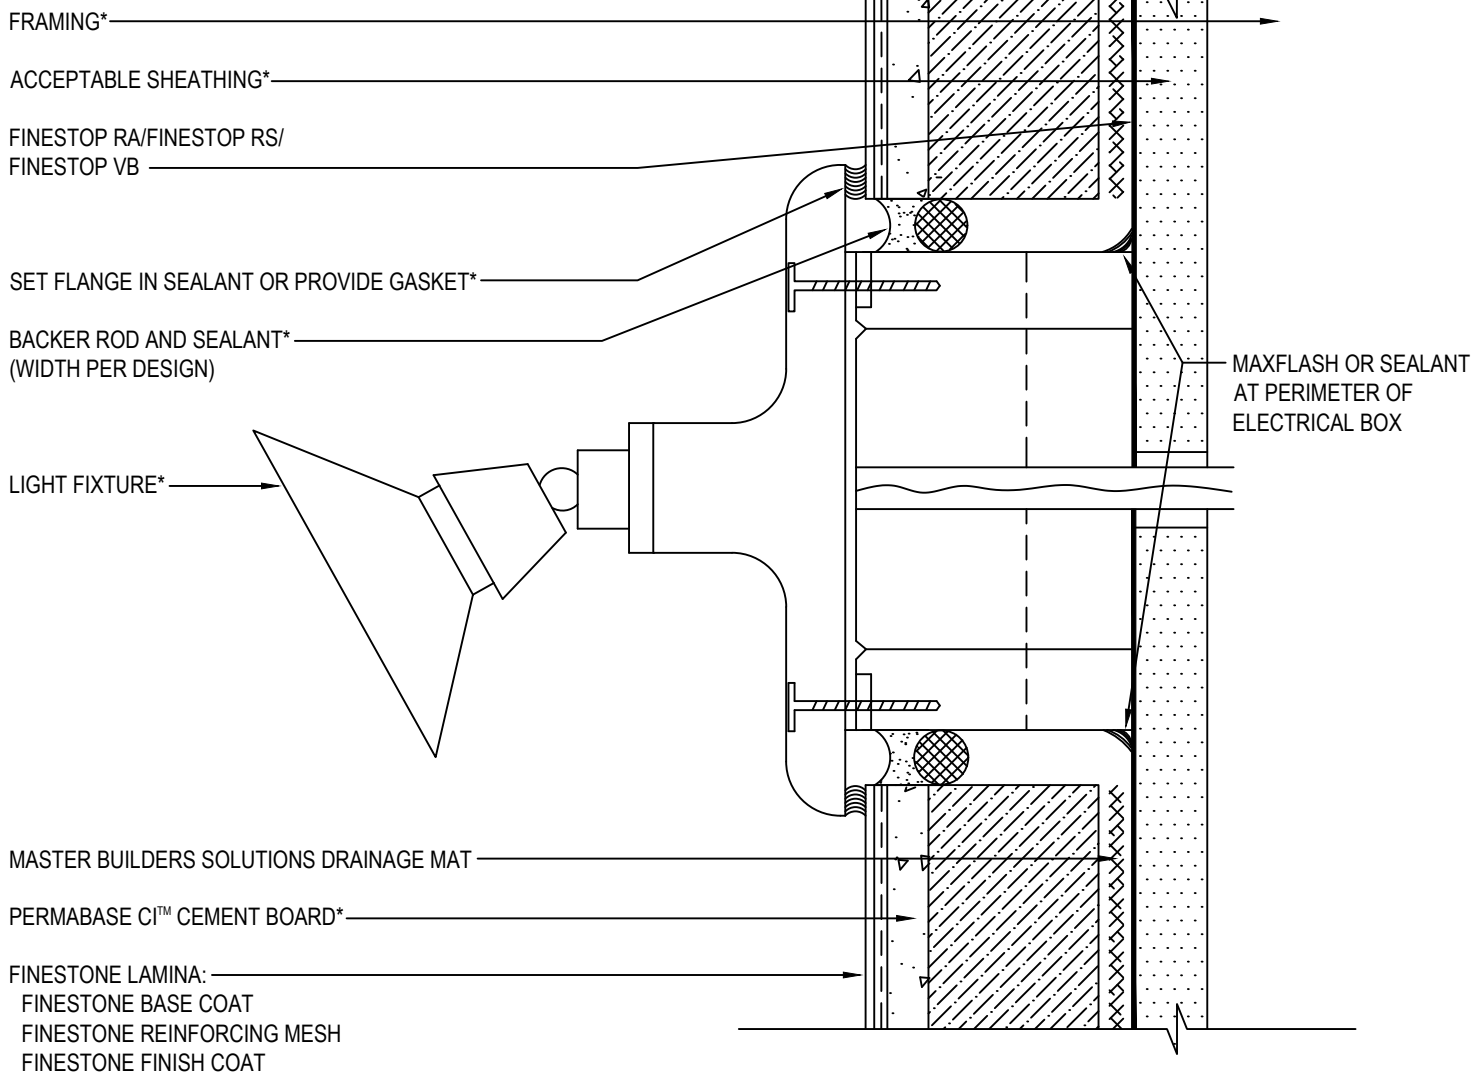 FRAMING*
ACCEPTABLE SHEATHING*
FINESTOP RA/FINESTOP RS/
FINESTOP VB
SET FLANGE IN SEALANT OR PROVIDE GASKET*
BACKER ROD AND SEALANT*
(WIDTH PER DESIGN)
MAXFLASH OR SEALANT
AT PERIMETER OF
ELECTRICAL BOX
LIGHT FIXTURE*
MASTER BUILDERS SOLUTIONS DRAINAGE MAT
PERMABASE CI™ CEMENT BOARD*
FINESTONE LAMINA:
FINESTONE BASE COAT
FINESTONE REINFORCING MESH
FINESTONE FINISH COAT